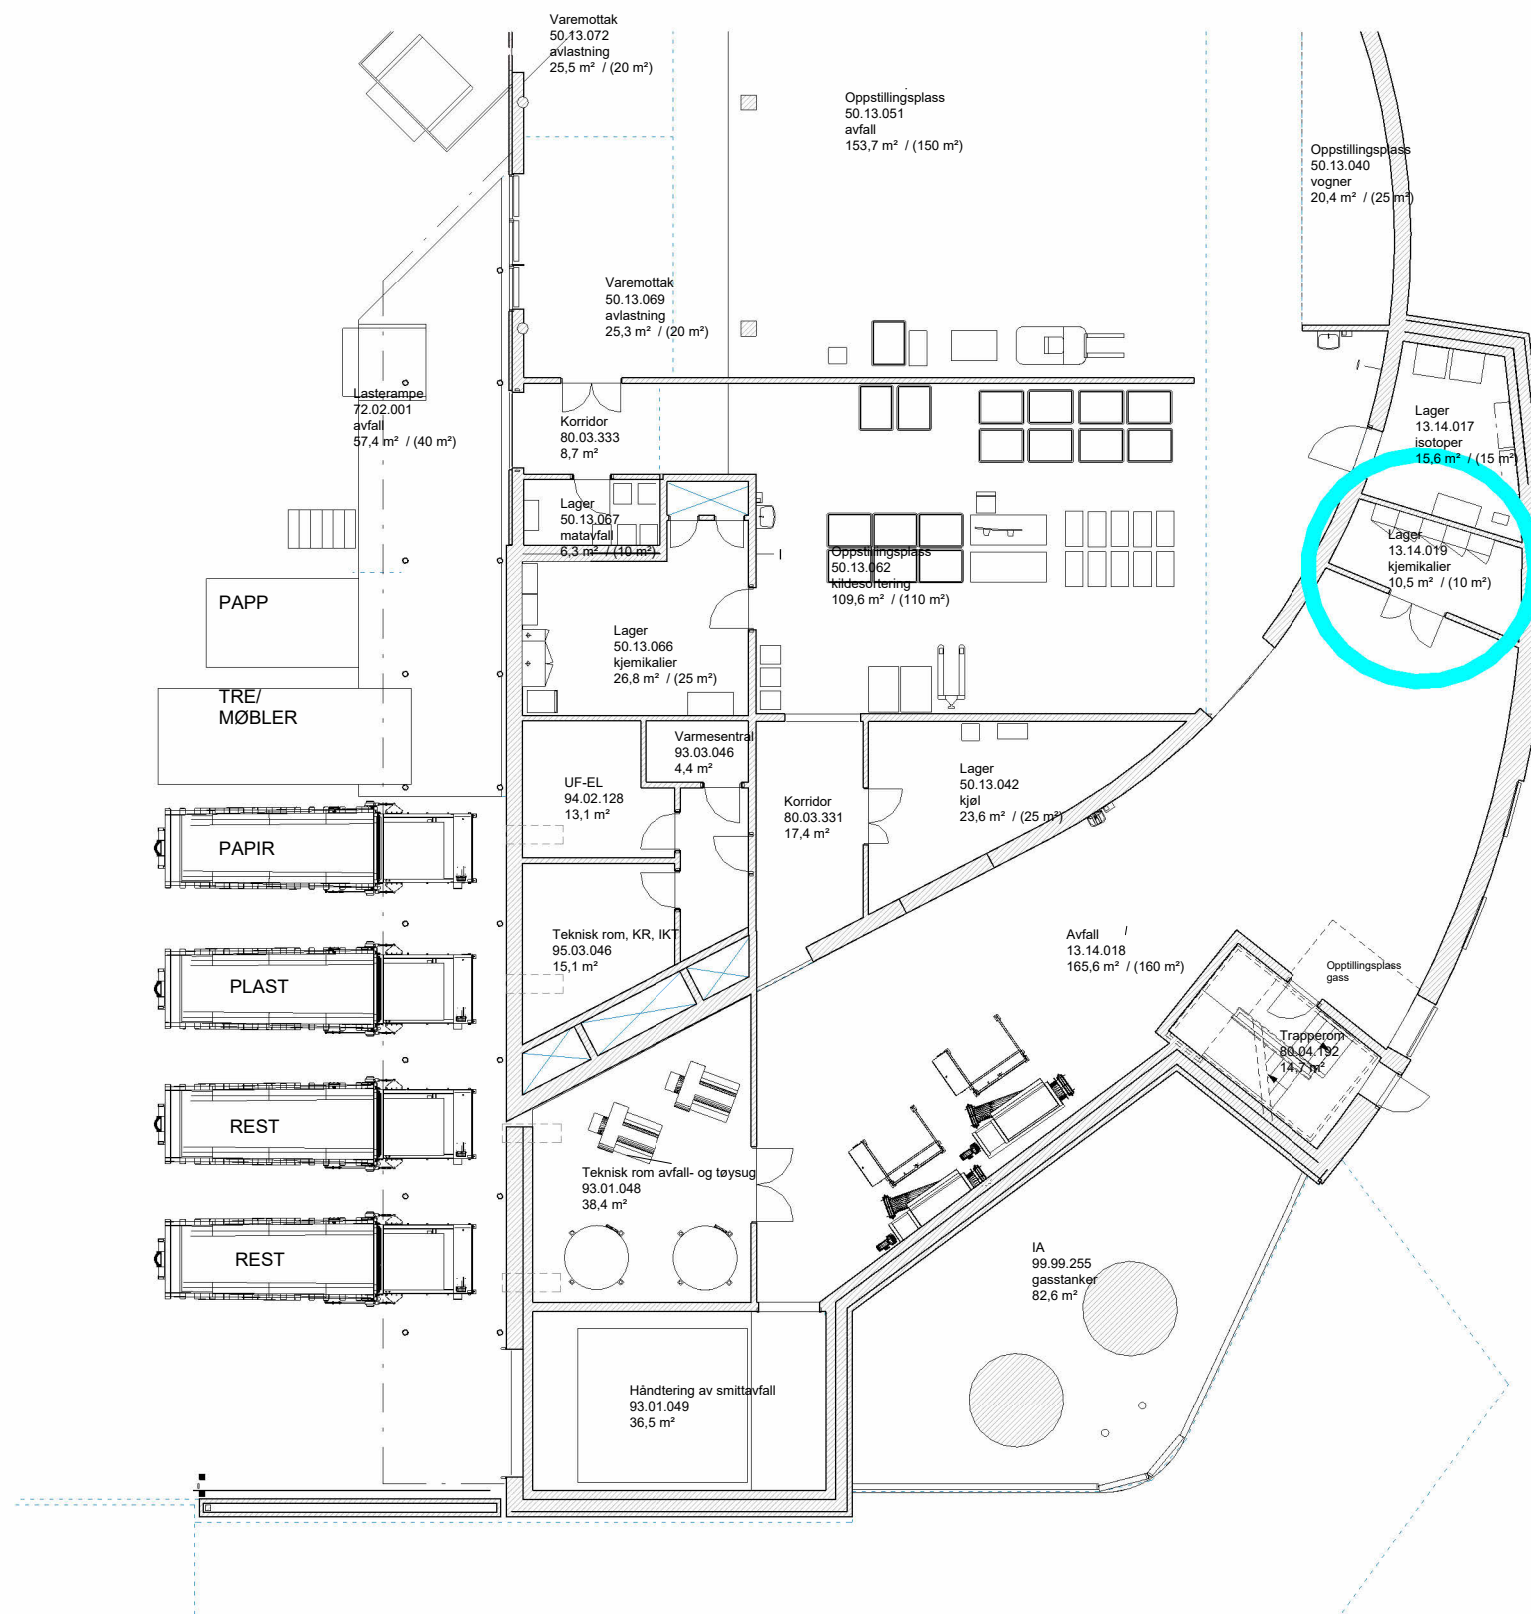 Varemottak
50.13.072
avlastning
25,5 m² / (20 m²)
Oppstillingsplass
50.13.051
avfall
153,7 m² / (150 m²)
Oppstillingsplass
50.13.040
vogner
20,4 m² / (25 m²)
Varemottak
50.13.069
avlastning
25,3 m² / (20 m²)
Lasterampe
72.02.001
avfall
57,4 m² / (40 m²)
Korridor
80.03.333
8,7 m²
Lager
13.14.017
isotoper
15,6 m² / (15 m²)
Lager
50.13.067
matavfall
6,3 m² / (10 m²)
Oppstillingsplass
50.13.062
kildesortering
109,6 m² / (110 m²)
Lager
13.14.019
kjemikalier
10,5 m² / (10 m²)
PAPP
Lager
50.13.066
kjemikalier
26,8 m² / (25 m²)
TRE/
MØBLER
Varmesentral
93.03.046
4,4 m²
UF-EL
94.02.128
13,1 m²
Korridor
80.03.331
17,4 m²
Lager
50.13.042
kjøl
23,6 m² / (25 m²)
PAPIR
Teknisk rom, KR, IKT
95.03.046
15,1 m²
Avfall
13.14.018
165,6 m² / (160 m²)
Opptillingsplass
gass
PLAST
Trapperom
80.04.192
14,7 m²
REST
Teknisk rom avfall- og tøysug
93.01.048
38,4 m²
REST
IA
99.99.255
gasstanker
82,6 m²
Håndtering av smittavfall
93.01.049
36,5 m²